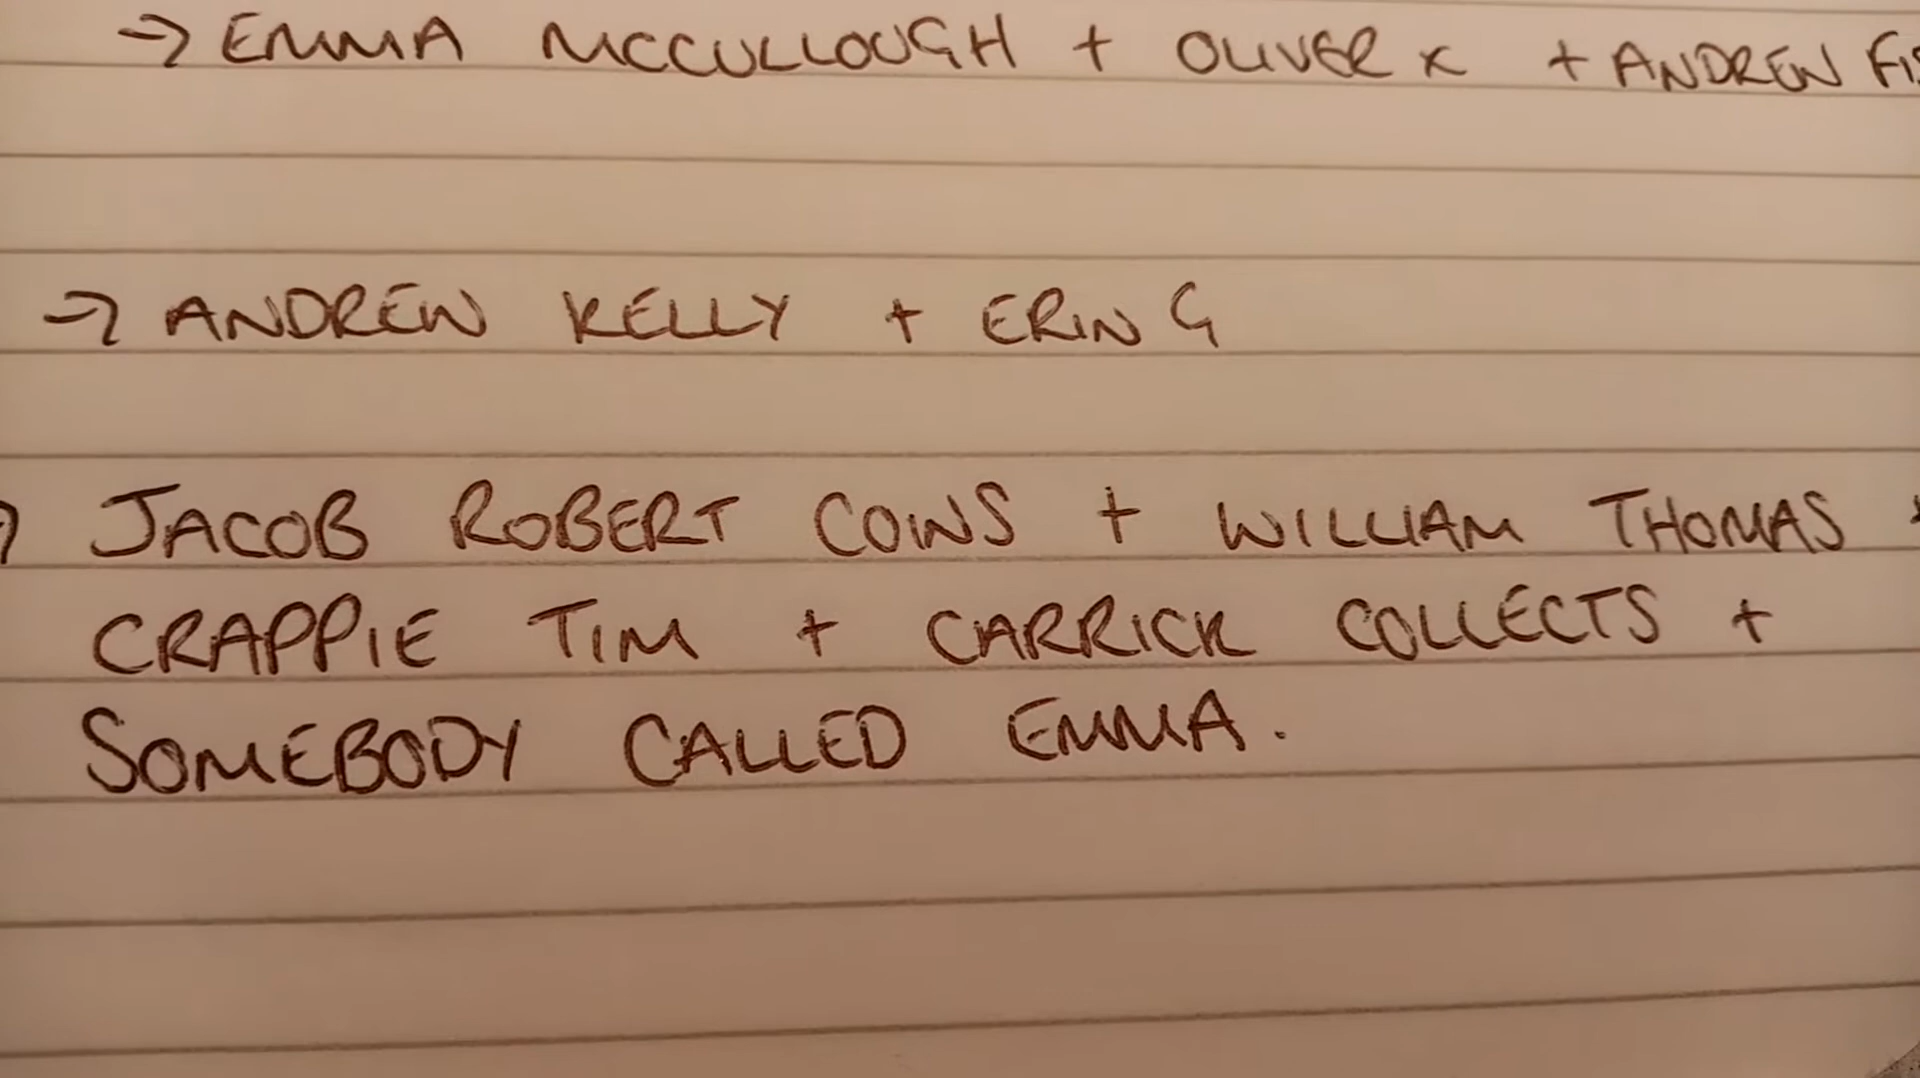 → EMMA MCCULLOUGH + OLIVER K + ANDREW
→ ANDREW KELLY + ERIN G
JACOB ROBERT COWS + WILLIAM THOMAS +
CRAPPIE TIM + CARRICK COLLECTS +
SOMEBODY CALLED EMMA.